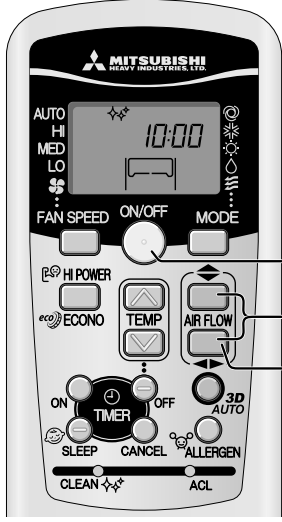 MITSUBISHI
HEAVY INDUSTRIES, LTD.
AUTO
HI
10:00
MED
LO
FAN SPEED
ON/OFF
MODE
HI POWER
eco
ECONO
TEMP
AIR FLOW
ON
OFF
TIMER
3D
AUTO
SLEEP
CANCEL
ALLERGEN
CLEAN
ACL